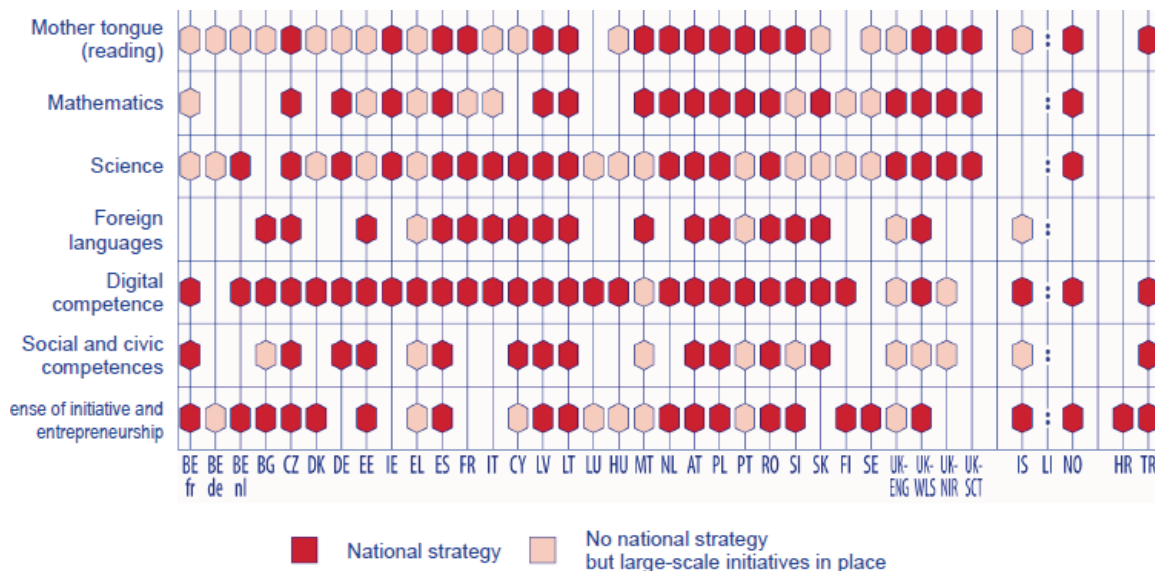 Mother tongue
(reading)
Mathematics
Science
Foreign
languages
Digital
competence
Social and civic
competences
ense of initiative and
entrepreneurship
BE BE BE BG CZ DK DE EE IE EL ES FR IT CY LV LT LU HU MT NL AT PL PT RO SI SK FI SE UK- UK- UK- UK- IS LI NO HR TR
fr de nl ENG WLS NIR SCT
National strategy
No national strategy
but large-scale initiatives in place